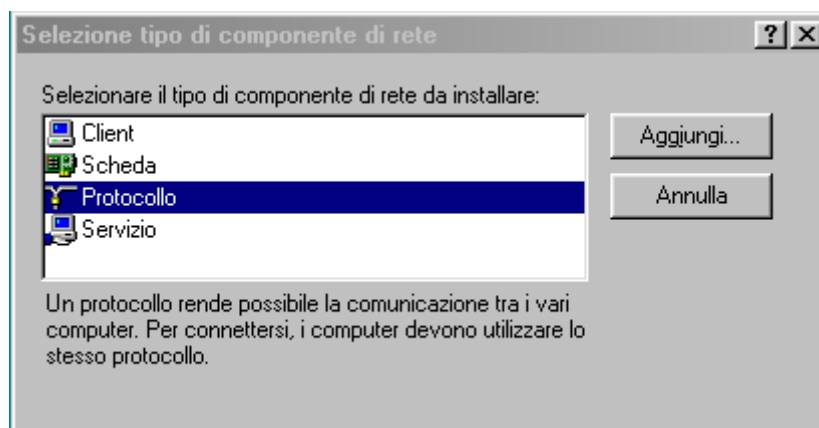 Selezione tipo di componente di rete
Selezionare il tipo di componente di rete da installare:
Client
Scheda
Protocollo
Servizio
Aggiungi...
Annulla
Un protocollo rende possibile la comunicazione tra i vari
computer. Per connettersi, i computer devono utilizzare lo
stesso protocollo.